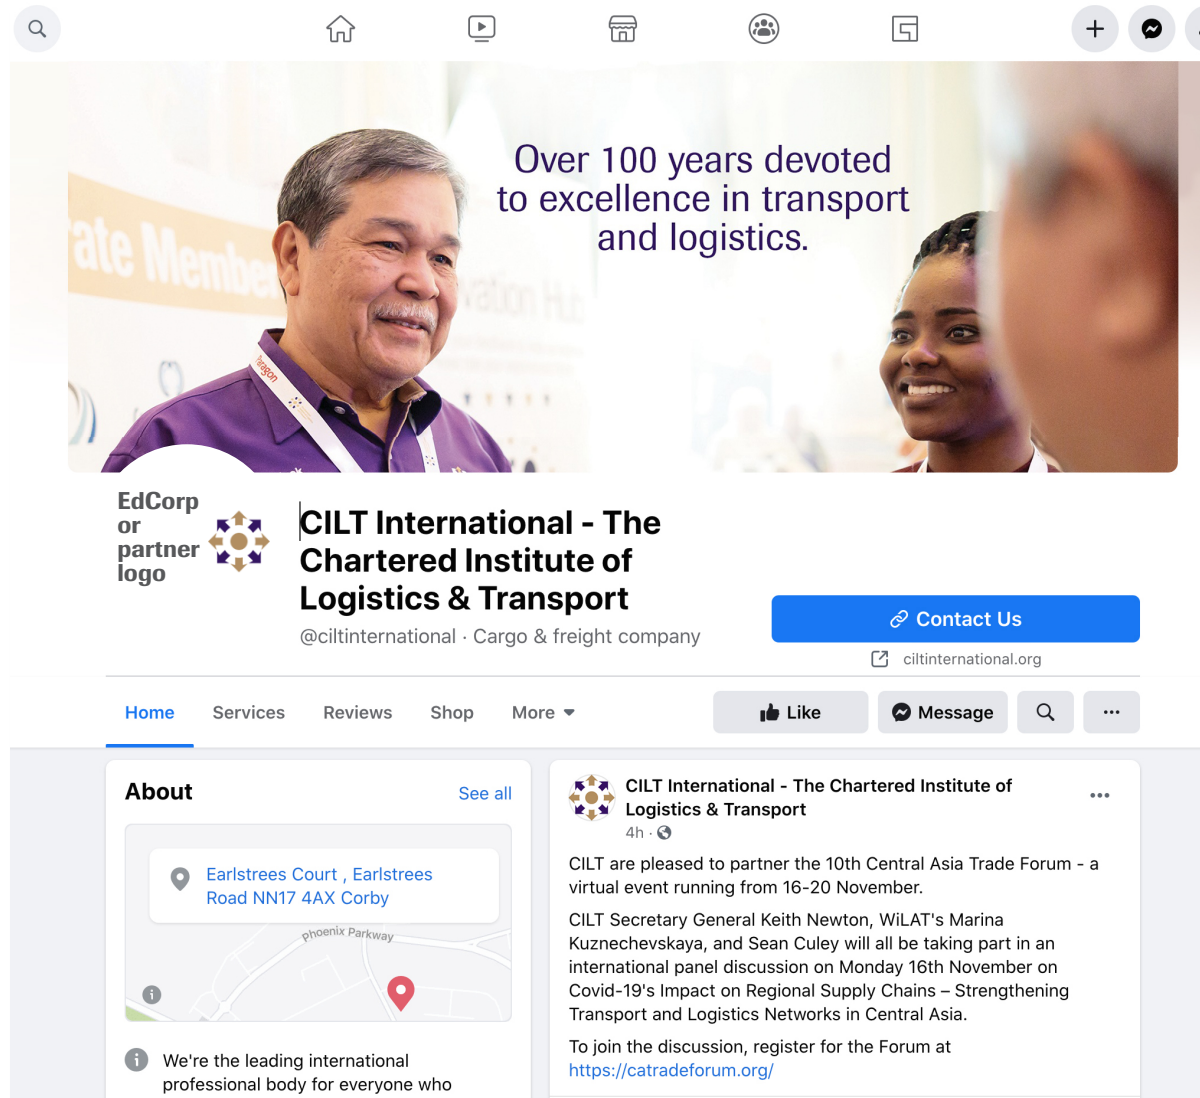 Over 100 years devoted
to excellence in transport
and logistics.
ate Member
vation Hu
Paragon
EdCorp
or
partner
logo
CILT International - The
Chartered Institute of
Logistics & Transport
@ciltinternational · Cargo & freight company
Contact Us
ciltinternational.org
Home
Services
Reviews
Shop
More
Like
Message
About
See all
Earlstrees Court , Earlstrees
Road NN17 4AX Corby
Phoenix Parkway
We're the leading international
professional body for everyone who
CILT International - The Chartered Institute of
Logistics & Transport
4h ·
CILT are pleased to partner the 10th Central Asia Trade Forum - a
virtual event running from 16-20 November.
CILT Secretary General Keith Newton, WiLAT's Marina
Kuznechevskaya, and Sean Culey will all be taking part in an
international panel discussion on Monday 16th November on
Covid-19's Impact on Regional Supply Chains – Strengthening
Transport and Logistics Networks in Central Asia.
To join the discussion, register for the Forum at
https://catradeforum.org/